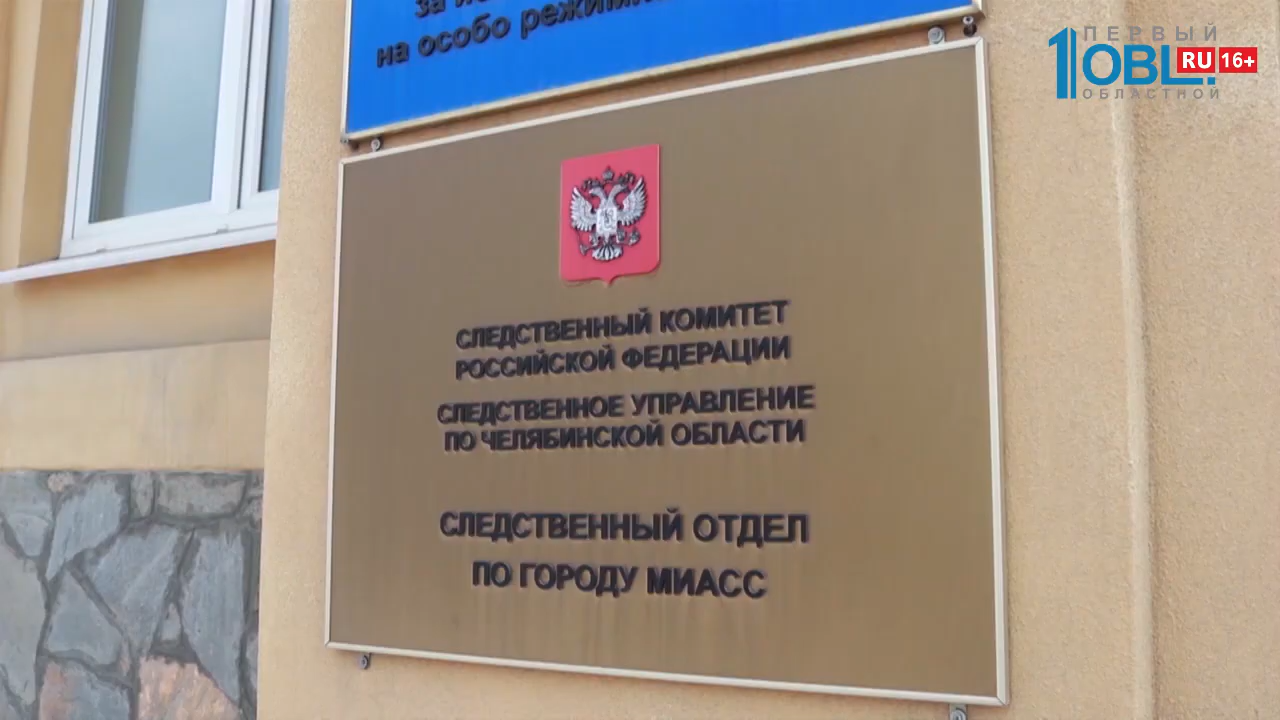 на особо
ПЕРВЫЙ
1OBL.
RU 16+
ОБЛАСТНОЙ
СЛЕДСТВЕННЫЙ КОМИТЕТ
РОССИЙСКОЙ ФЕДЕРАЦИИ
СЛЕДСТВЕННОЕ УПРАВЛЕНИЕ
ПО ЧЕЛЯБИНСКОЙ ОБЛАСТИ
СЛЕДСТВЕННЫЙ ОТДЕЛ
ПО ГОРОДУ МИАСС